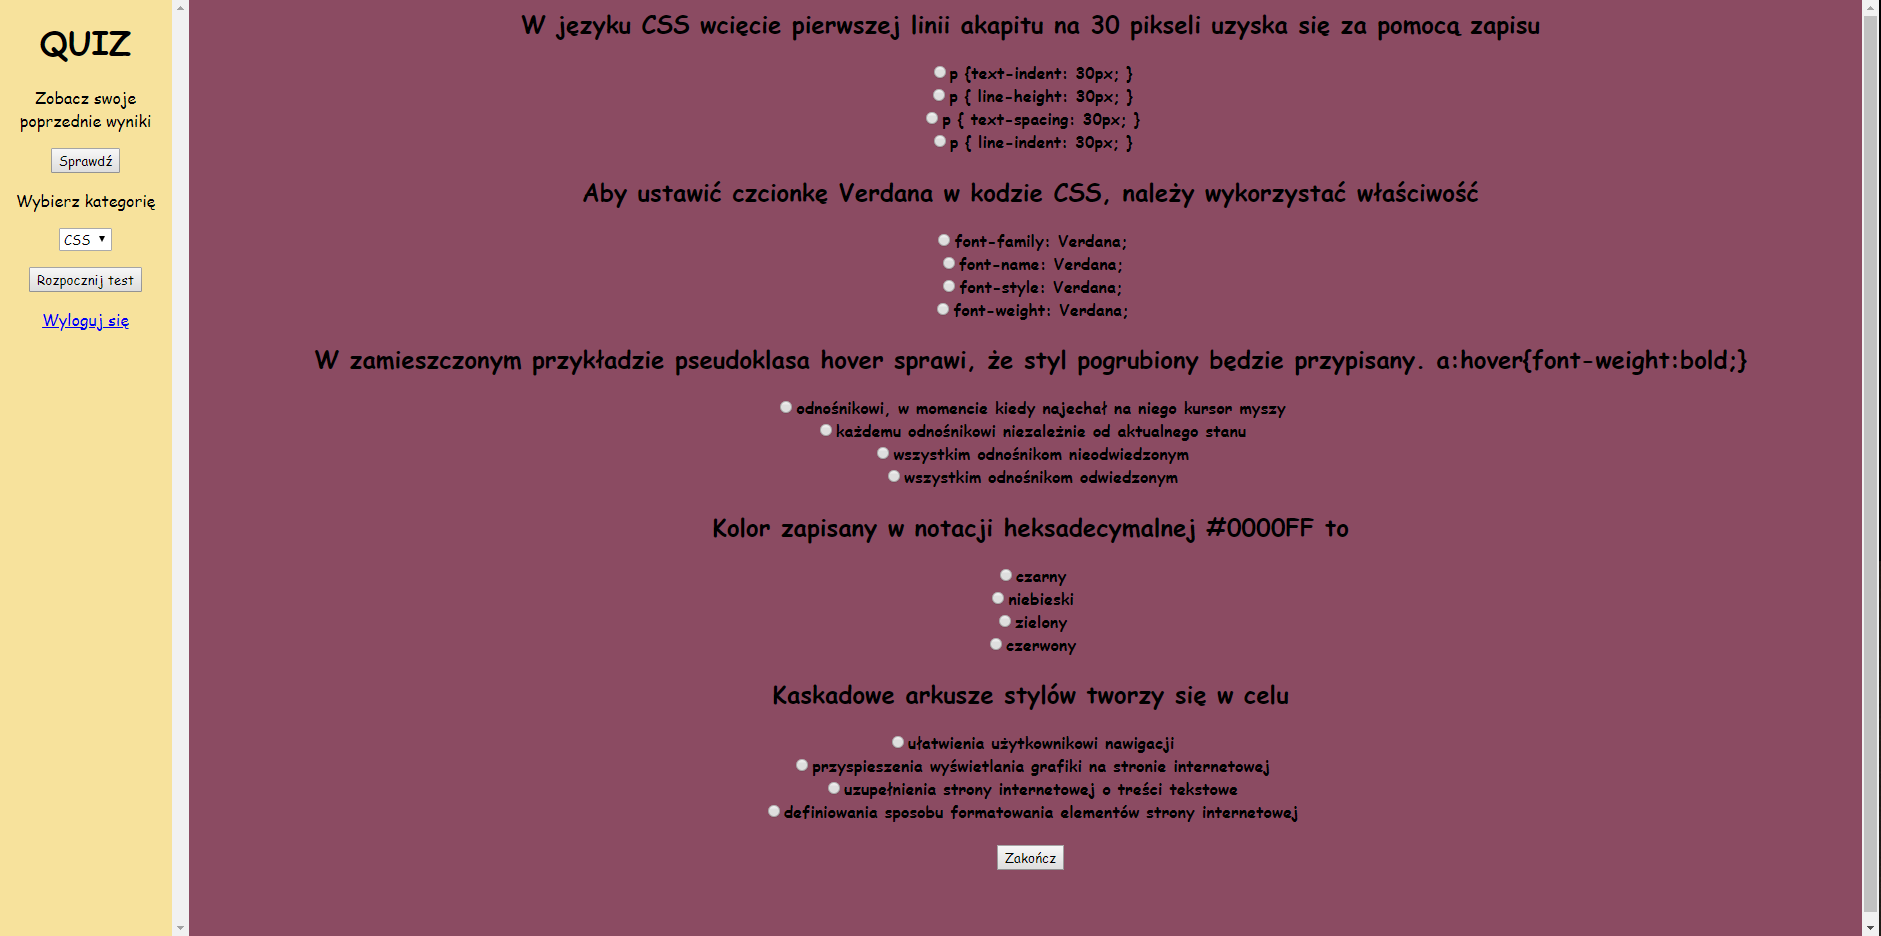 QUIZ
Zobacz swoje
poprzednie wyniki
Sprawdź
Wybierz kategorię
CSS
Rozpocznij test
Wyloguj się
W języku CSS wcięcie pierwszej linii akapitu na 30 pikseli uzyska się za pomocą zapisu
p {text-indent: 30px; }
p { line-height: 30px; }
p { text-spacing: 30px; }
p { line-indent: 30px; }
Aby ustawić czcionkę Verdana w kodzie CSS, należy wykorzystać właściwość
font-family: Verdana;
font-name: Verdana;
font-style: Verdana;
font-weight: Verdana;
W zamieszczonym przykładzie pseudoklasa hover sprawi, że styl pogrubiony będzie przypisany. a:hover{font-weight:bold;}
odnośnikowi, w momencie kiedy najechał na niego kursor myszy
każdemu odnośnikowi niezależnie od aktualnego stanu
wszystkim odnośnikom nieodwiedzonym
wszystkim odnośnikom odwiedzonym
Kolor zapisany w notacji heksadecymalnej #0000FF to
czarny
niebieski
zielony
czerwony
Kaskadowe arkusze stylów tworzy się w celu
ułatwienia użytkownikowi nawigacji
przyspieszenia wyświetlania grafiki na stronie internetowej
uzupełnienia strony internetowej o treści tekstowe
definiowania sposobu formatowania elementów strony internetowej
Zakończ